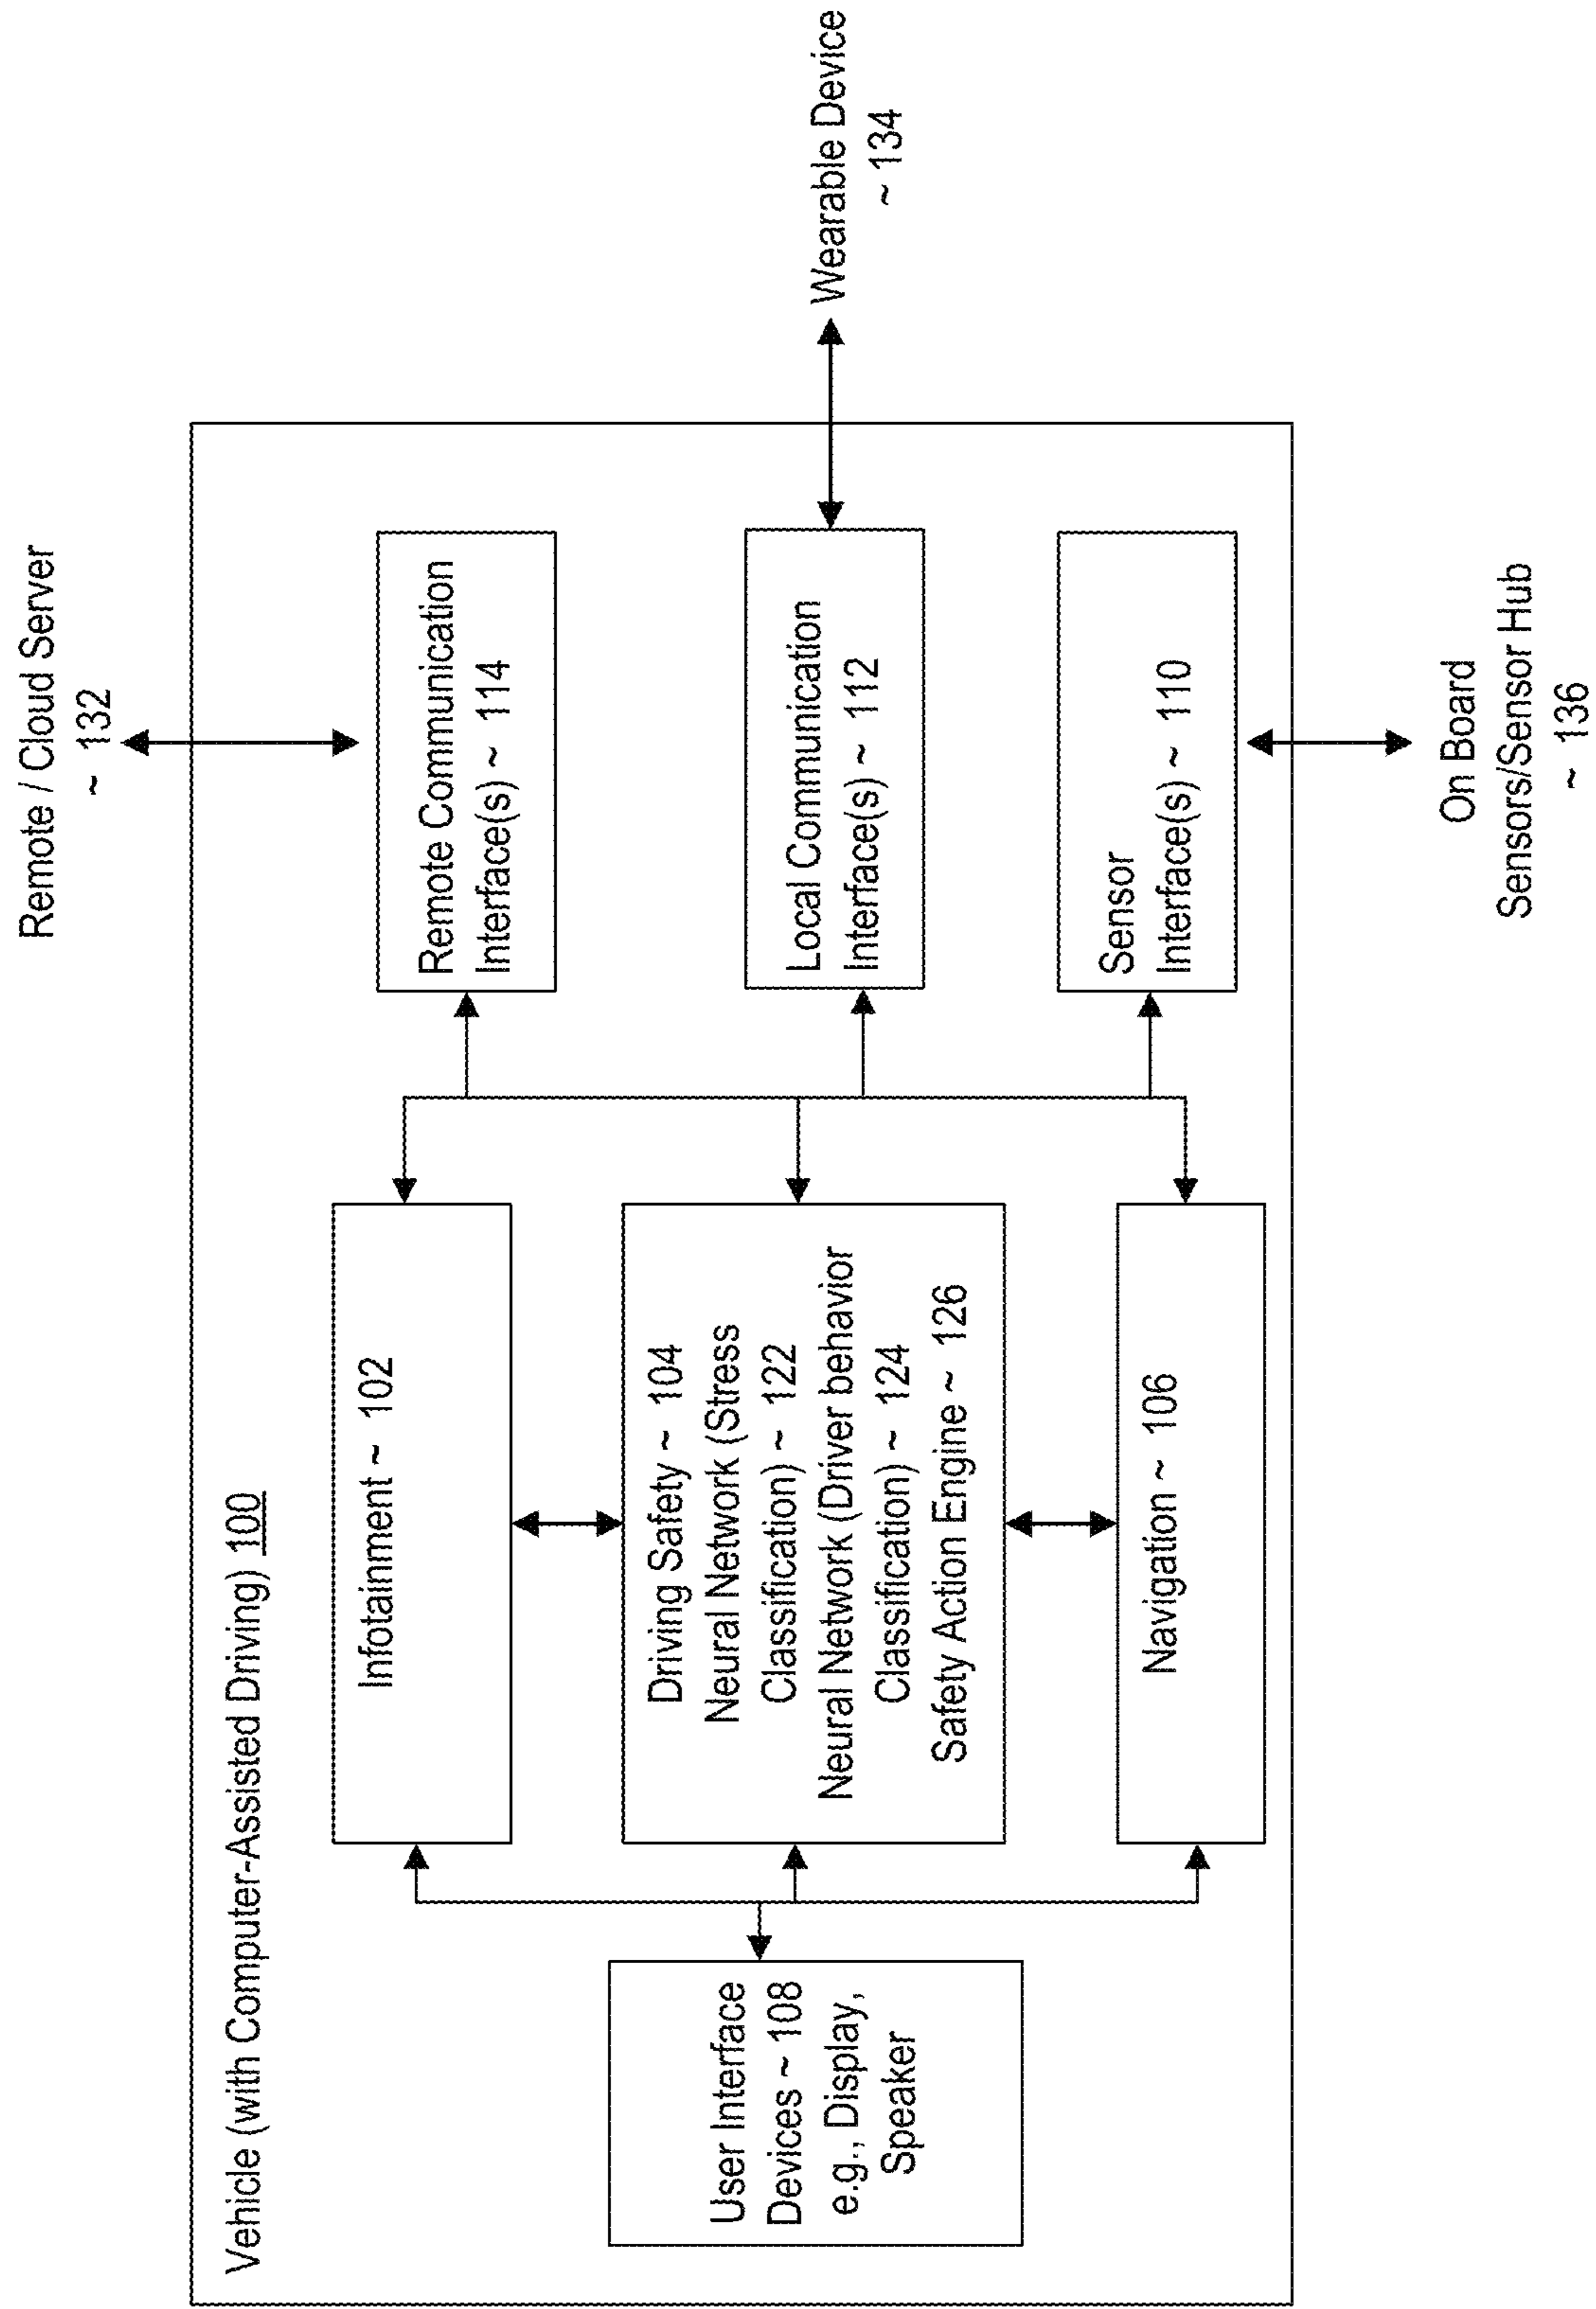 Remote / Cloud Server
~ 132
Vehicle (with Computer-Assisted Driving) 100
User Interface
Devices ~ 108
e.g., Display,
Speaker
Infotainment ~ 102
Driving Safety ~ 104
Neural Network (Stress
Classification) ~ 122
Neural Network (Driver behavior
Classification) ~ 124
Safety Action Engine ~ 126
Navigation ~ 106
Remote Communication
Interface(s) ~ 114
Local Communication
Interface(s) ~ 112
Sensor
Interface(s) ~ 110
Wearable Device
~ 134
On Board
Sensors/Sensor Hub
~ 136